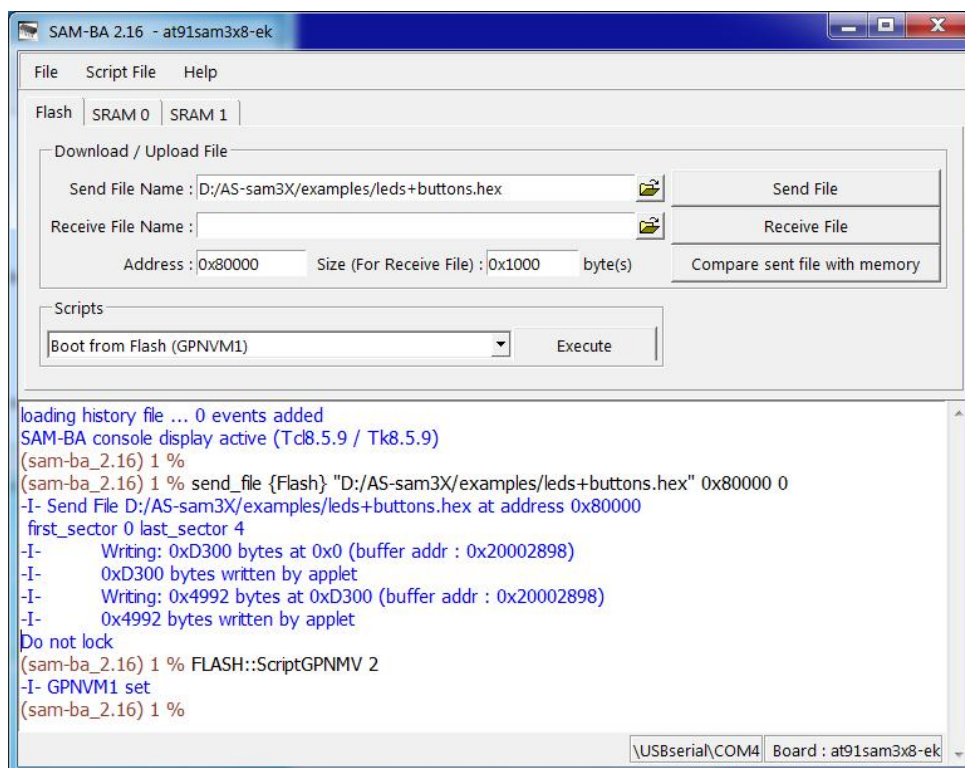 SAM-BA 2.16 - at91sam3x8-ek
File Script File Help
Flash SRAM 0 SRAM 1
Download / Upload File
Send File Name : D:/AS-sam3X/examples/leds+buttons.hex Send File
Receive File Name : Receive File
Address : 0x80000 Size (For Receive File) : 0x1000 byte(s) Compare sent file with memory
Scripts
Boot from Flash (GPNVM1) Execute
loading history file ... 0 events added
SAM-BA console display active (Tcl8.5.9 / Tk8.5.9)
(sam-ba_2.16) 1 %
(sam-ba_2.16) 1 % send_file {Flash} "D:/AS-sam3X/examples/leds+buttons.hex" 0x80000 0
-I- Send File D:/AS-sam3X/examples/leds+buttons.hex at address 0x80000
first_sector 0 last_sector 4
-I- Writing: 0xD300 bytes at 0x0 (buffer addr : 0x20002898)
-I- 0xD300 bytes written by applet
-I- Writing: 0x4992 bytes at 0xD300 (buffer addr : 0x20002898)
-I- 0x4992 bytes written by applet
Do not lock
(sam-ba_2.16) 1 % FLASH::ScriptGPNMV 2
-I- GPNVM1 set
(sam-ba_2.16) 1 %
\USBserial\COM4 Board : at91sam3x8-ek